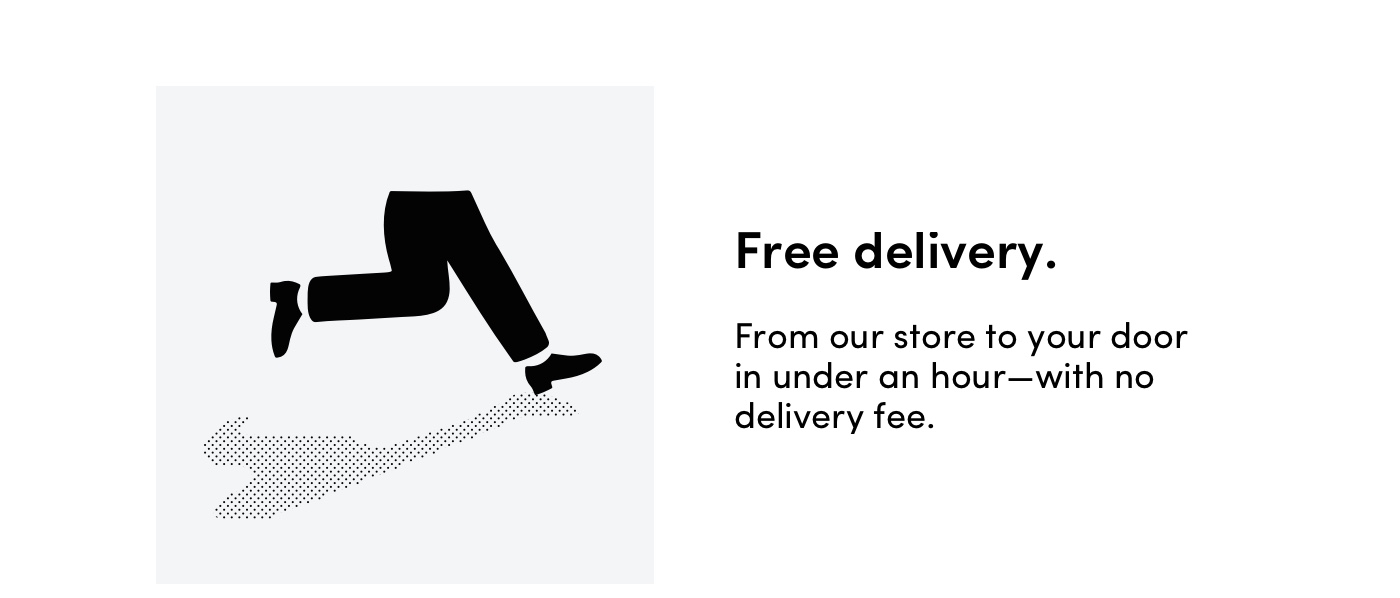 Free delivery.
From our store to your door
in under an hour—with no
delivery fee.